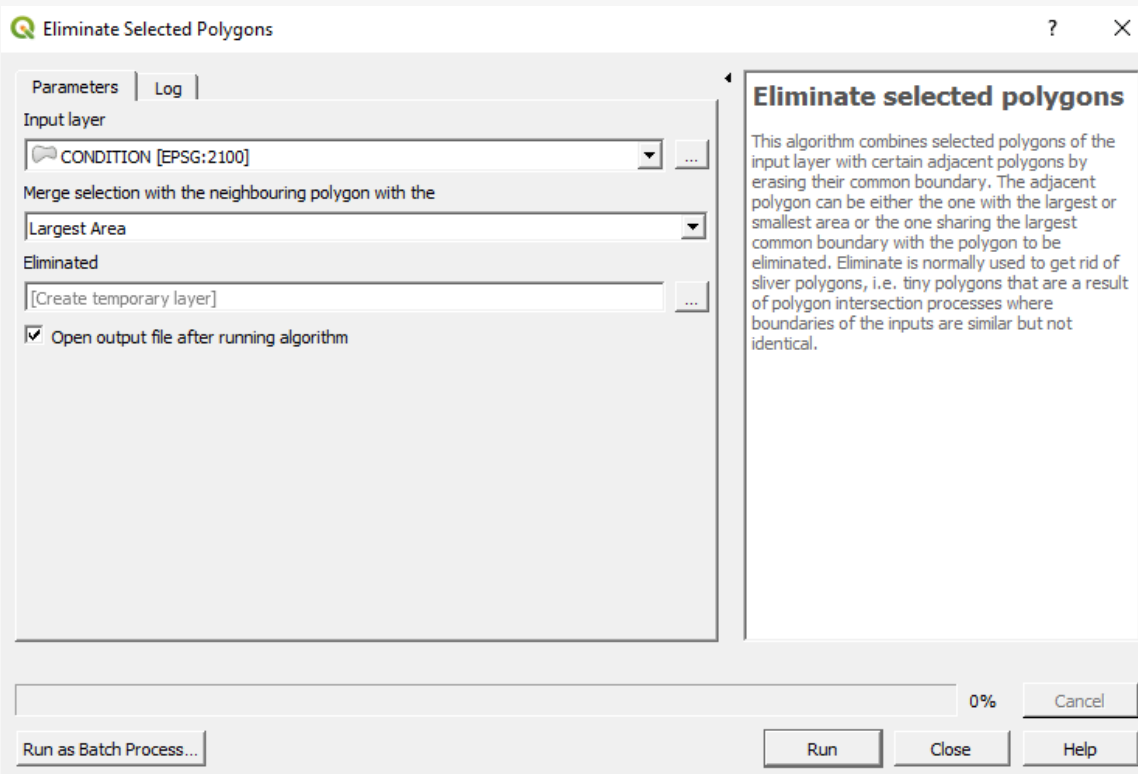 Eliminate Selected Polygons
?
Parameters
Log
Input layer
CONDITION [EPSG:2100]
...
Merge selection with the neighbouring polygon with the
Largest Area
Eliminated
[Create temporary layer]
...
Open output file after running algorithm
Eliminate selected polygons
This algorithm combines selected polygons of the
input layer with certain adjacent polygons by
erasing their common boundary. The adjacent
polygon can be either the one with the largest or
smallest area or the one sharing the largest
common boundary with the polygon to be
eliminated. Eliminate is normally used to get rid of
sliver polygons, i.e. tiny polygons that are a result
of polygon intersection processes where
boundaries of the inputs are similar but not
identical.
0%
Cancel
Run as Batch Process...
Run
Close
Help